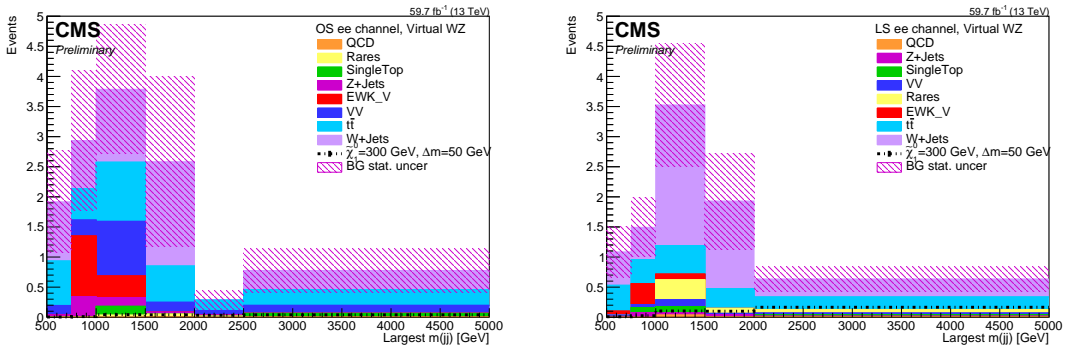 59.7 fb⁻¹ (13 TeV)
CMS
Preliminary
OS ee channel, Virtual WZ
QCD
Rares
SingleTop
Z+Jets
EWK_V
VV
tt̄
W+Jets
χ̃⁰₁=300 GeV, Δm=50 GeV
BG stat. uncer
Events
5
4.5
4
3.5
3
2.5
2
1.5
1
0.5
0
500 1000 1500 2000 2500 3000 3500 4000 4500 5000
Largest m(jj) [GeV]
59.7 fb⁻¹ (13 TeV)
CMS
Preliminary
LS ee channel, Virtual WZ
QCD
Z+Jets
SingleTop
VV
Rares
EWK_V
tt̄
W+Jets
χ̃⁰₁=300 GeV, Δm=50 GeV
BG stat. uncer
Events
5
4.5
4
3.5
3
2.5
2
1.5
1
0.5
0
500 1000 1500 2000 2500 3000 3500 4000 4500 5000
Largest m(jj) [GeV]